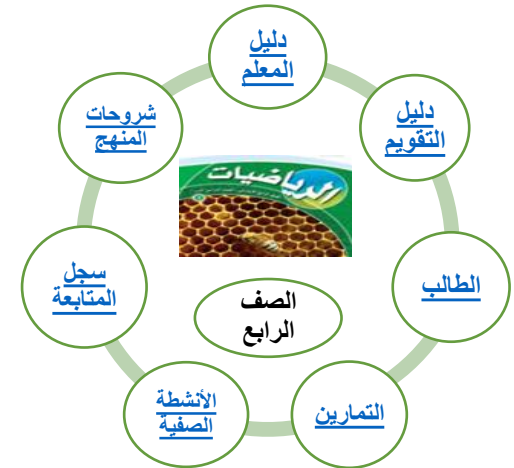 دليل
المعلم
دليل
التقويم
الطالب
التمارين
الأنشطة
الصفية
سجل
المتابعة
شروحات
المنهج
الرياضيات
الصف
الرابع